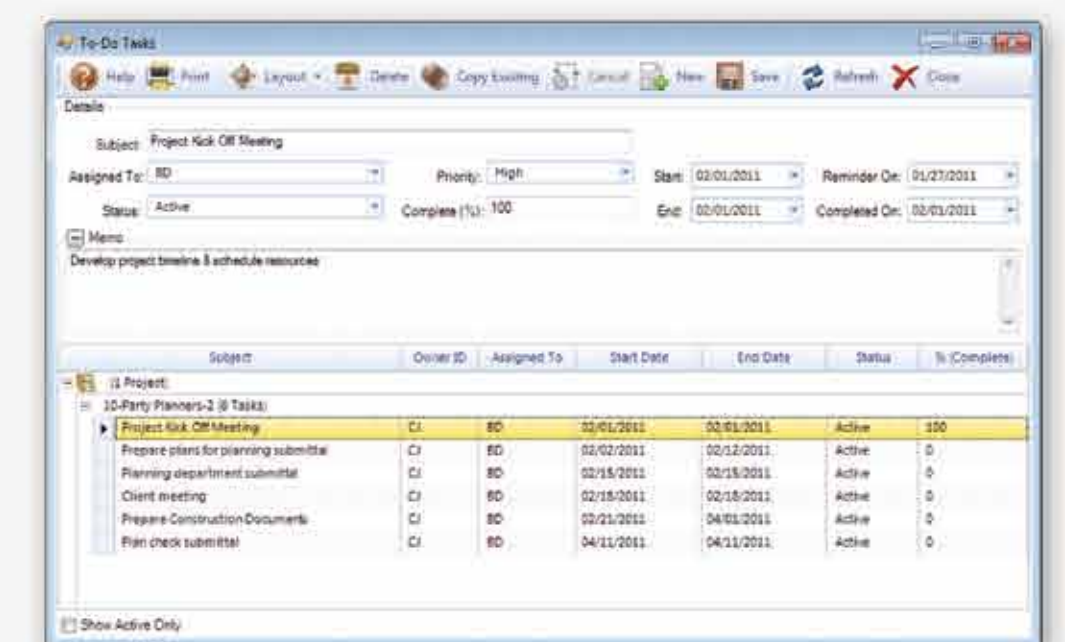 To-Do Tasks
Help Print Layout Delete Copy Existing Cancel New Save Refresh Close
Details
Subject: Project Kick Off Meeting
Assigned To: BD Priority: High Start: 02/01/2011 Reminder On: 01/27/2011
Status: Active Complete (%): 100 End: 02/01/2011 Completed On: 02/01/2011
Memo
Develop project timeline & schedule resources
Subject Owner ID Assigned To Start Date End Date Status % (Complete)
(1 Project)
10-Party Planners-2 (6 Tasks)
Project Kick Off Meeting CJ BD 02/01/2011 02/01/2011 Active 100
Prepare plans for planning submittal CJ BD 02/02/2011 02/12/2011 Active 0
Planning department submittal CJ BD 02/15/2011 02/15/2011 Active 0
Client meeting CJ BD 02/18/2011 02/18/2011 Active 0
Prepare Construction Documents CJ BD 02/21/2011 04/01/2011 Active 0
Plan check submittal CJ BD 04/11/2011 04/11/2011 Active 0
Show Active Only